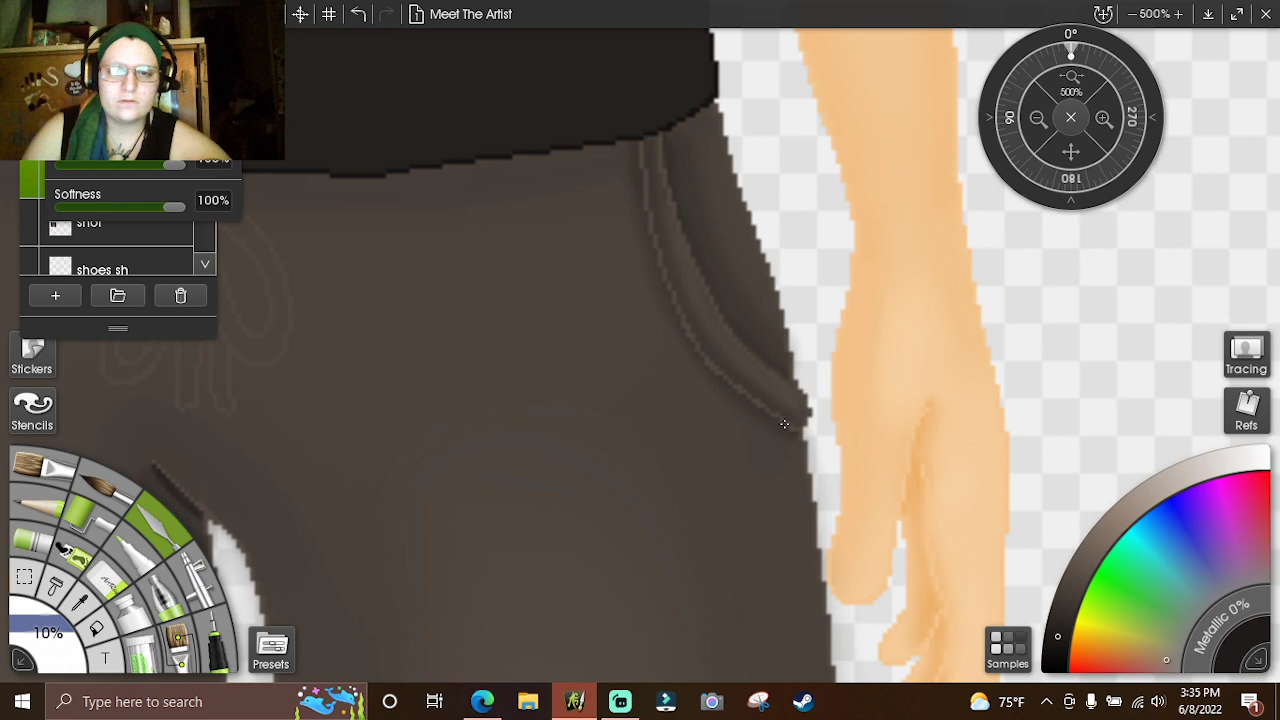 Meet The Artist
500%
0°
500%
90
270
180
Softness
100%
shoes sh
Stickers
Stencils
10%
T
Presets
Tracing
Refs
Metallic 0%
Samples
Type here to search
75°F
3:35 PM
6/8/2022
1